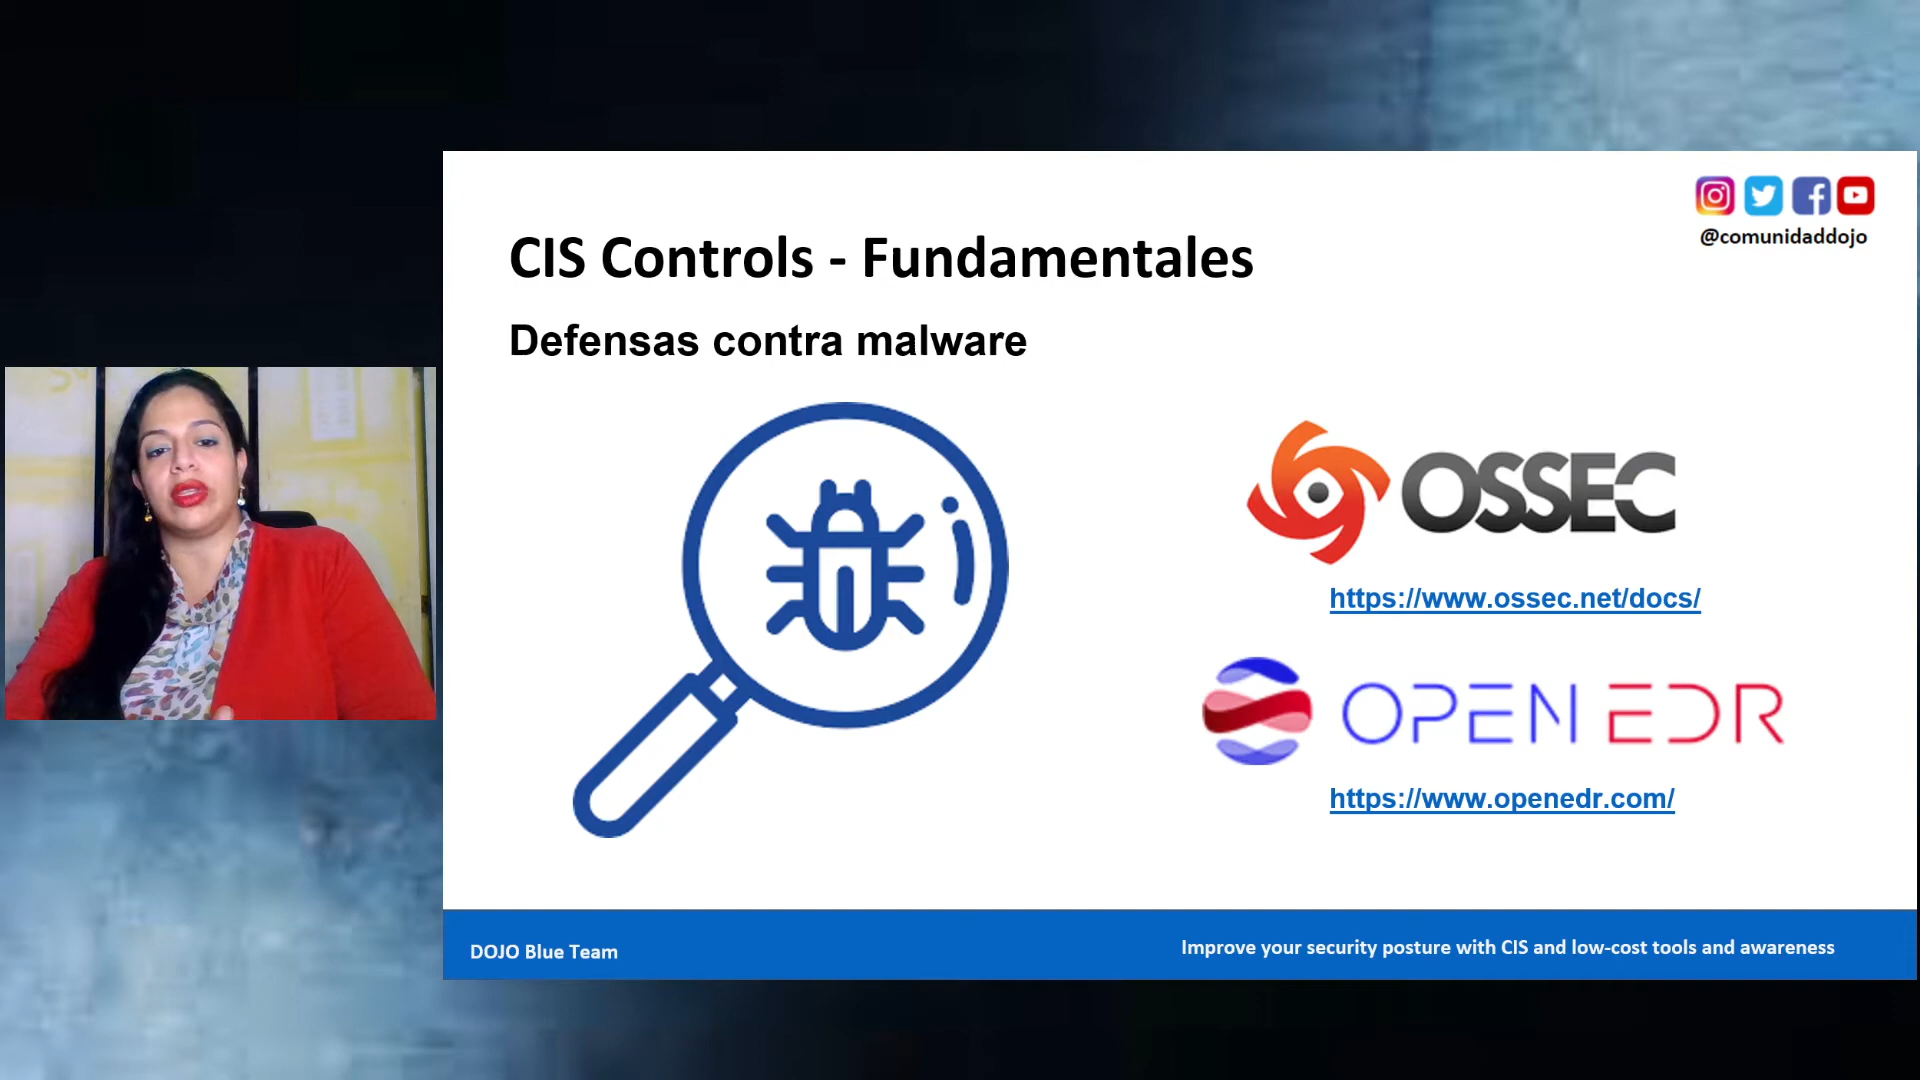 @comunidaddojo
CIS Controls - Fundamentales
Defensas contra malware
OSSEC
https://www.ossec.net/docs/
OPEN EDR
https://www.openedr.com/
DOJO Blue Team
Improve your security posture with CIS and low-cost tools and awareness